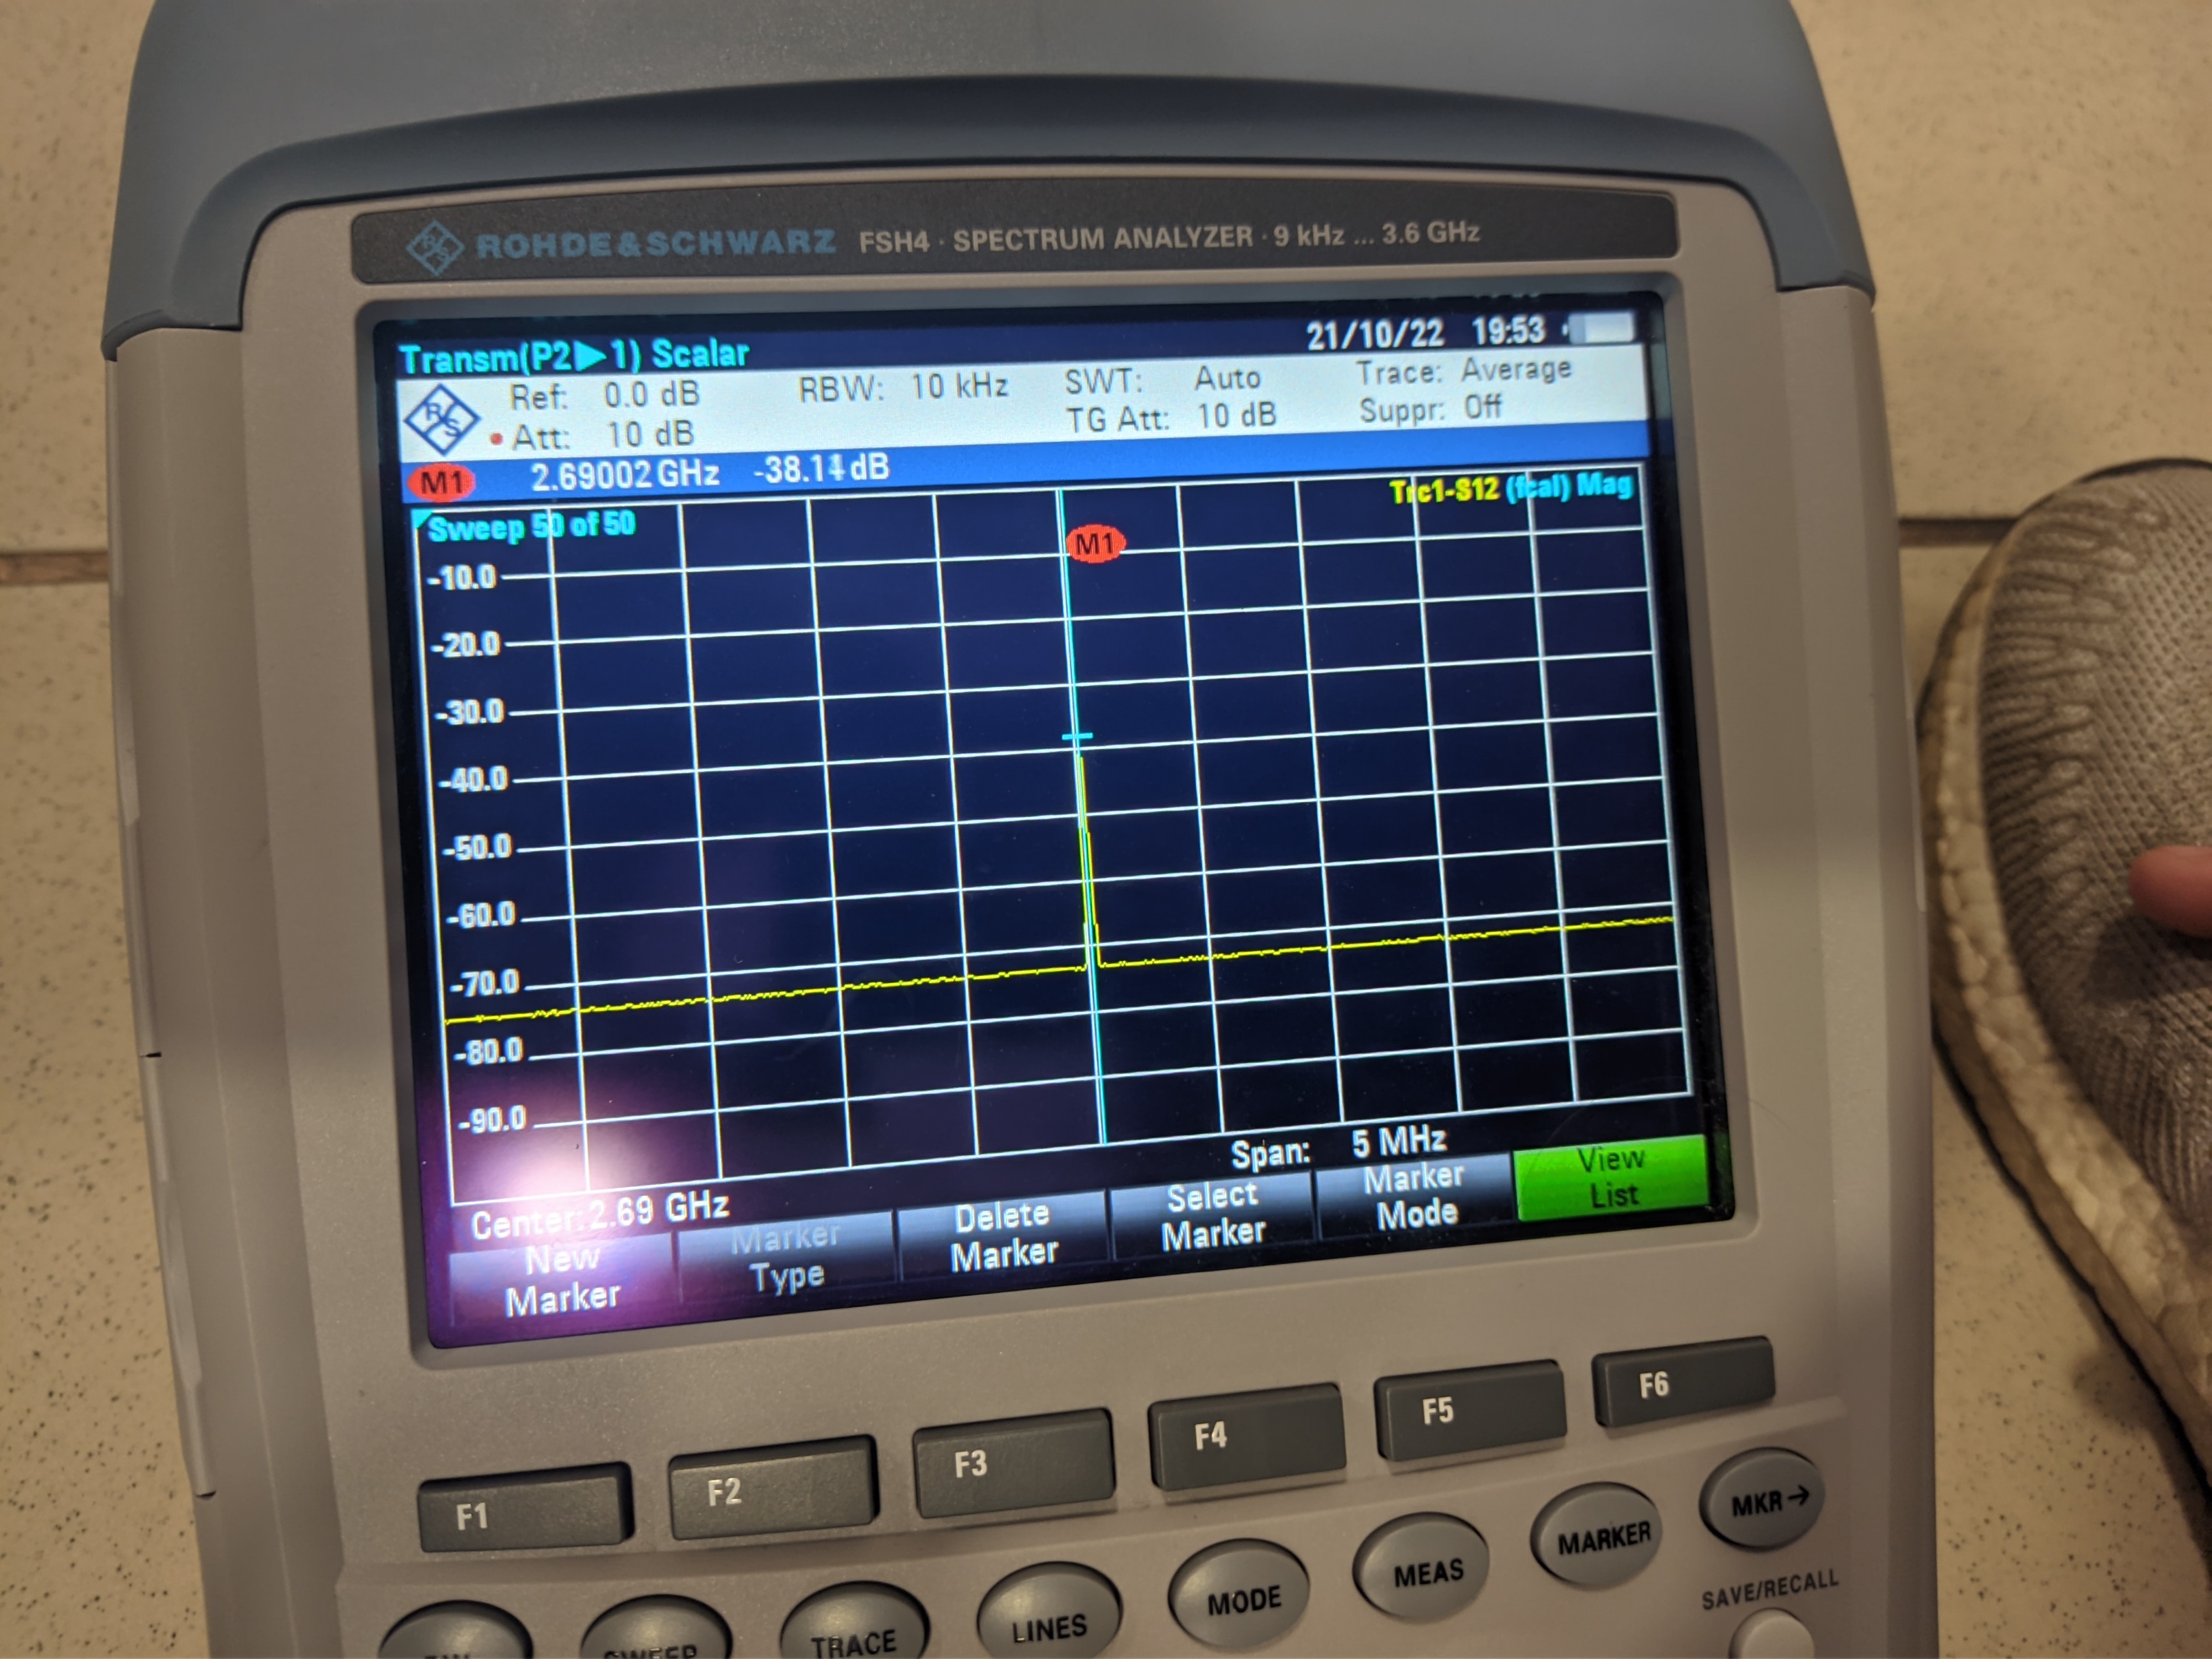 ROHDE&SCHWARZ FSH4 · SPECTRUM ANALYZER · 9 kHz ... 3.6 GHz
Transm(P2▶1) Scalar 21/10/22 19:53
Ref: 0.0 dB RBW: 10 kHz SWT: Auto Trace: Average
• Att: 10 dB TG Att: 10 dB Suppr: Off
M1 2.69002 GHz
Sweep 50 of 50 Trc1-S12 (fcal) Mag
M1
-10.0
-20.0
-30.0
-40.0
-50.0
-60.0
-70.0
-80.0
-90.0
Center: 2.69 GHz Span: 5 MHz
New Marker
Marker Type
Delete Marker
Select Marker
Marker Mode
View List
F1 F2 F3 F4 F5 F6
SWEEP TRACE LINES MODE MEAS MARKER MKR→
SAVE/RECALL